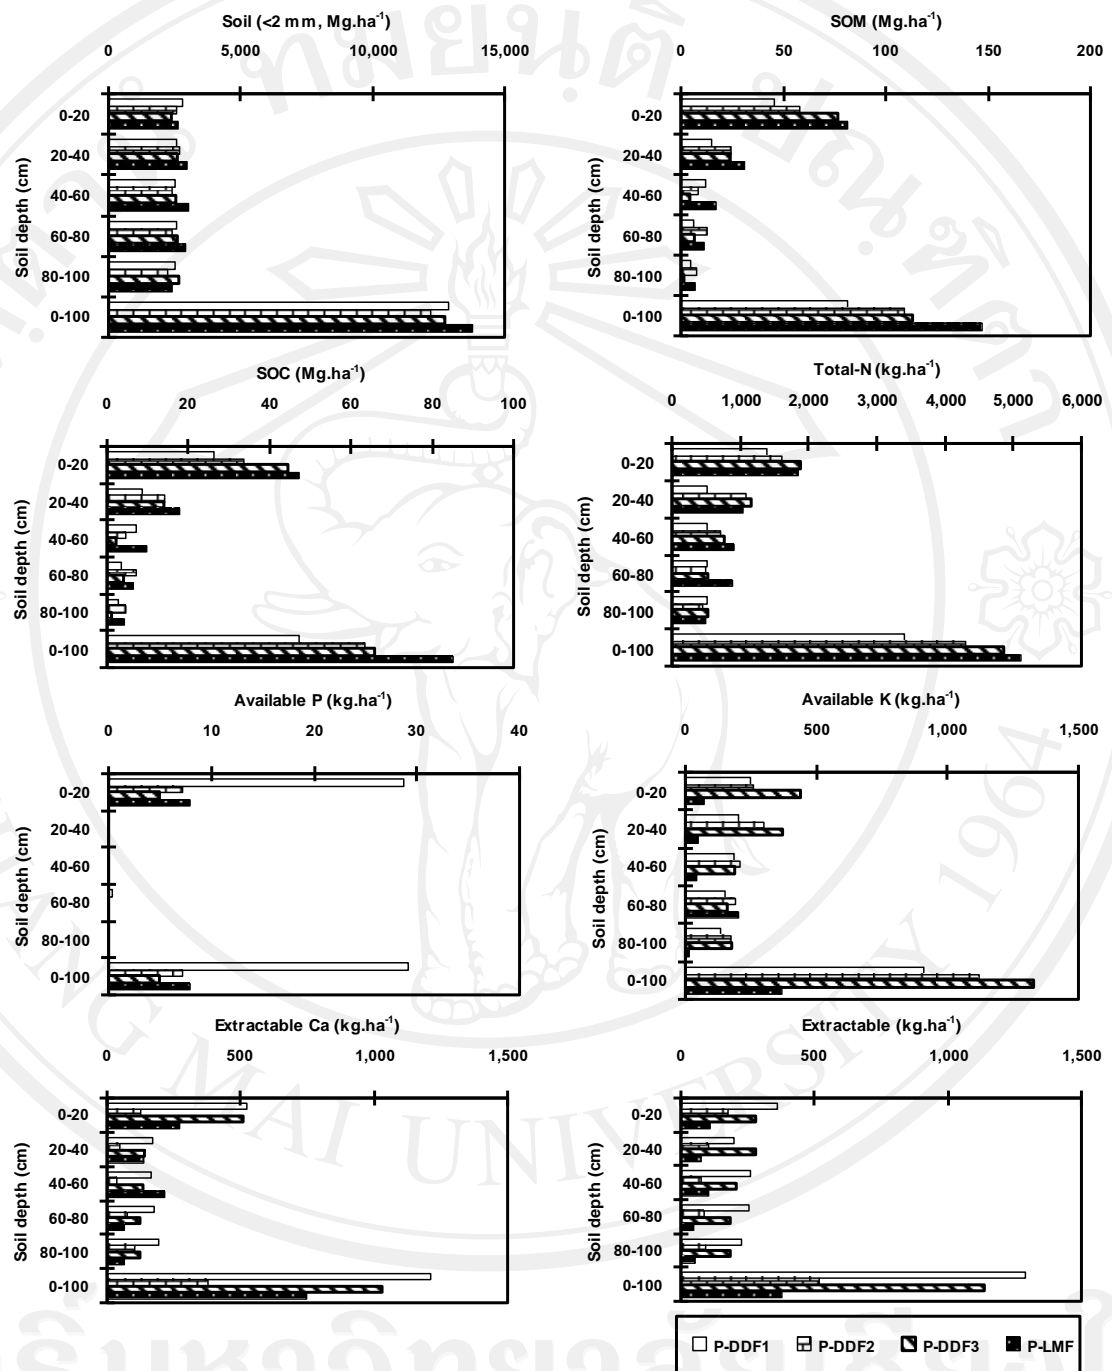 Soil (<2 mm, Mg.ha⁻¹)
0 5,000 10,000 15,000
Soil depth (cm)
0-20
20-40
40-60
60-80
80-100
0-100
SOM (Mg.ha⁻¹)
0 50 100 150 200
Soil depth (cm)
0-20
20-40
40-60
60-80
80-100
0-100
SOC (Mg.ha⁻¹)
0 20 40 60 80 100
Soil depth (cm)
0-20
20-40
40-60
60-80
80-100
0-100
Total-N (kg.ha⁻¹)
0 1,000 2,000 3,000 4,000 5,000 6,000
Soil depth (cm)
0-20
20-40
40-60
60-80
80-100
0-100
Available P (kg.ha⁻¹)
0 10 20 30 40
Soil depth (cm)
0-20
20-40
40-60
60-80
80-100
0-100
Available K (kg.ha⁻¹)
0 500 1,000 1,500
Soil depth (cm)
0-20
20-40
40-60
60-80
80-100
0-100
Extractable Ca (kg.ha⁻¹)
0 500 1,000 1,500
Soil depth (cm)
0-20
20-40
40-60
60-80
80-100
0-100
Extractable (kg.ha⁻¹)
0 500 1,000 1,500
Soil depth (cm)
0-20
20-40
40-60
60-80
80-100
0-100
P-DDF1 P-DDF2 P-DDF3 P-LMF
MAI UNIVERSITY 1964